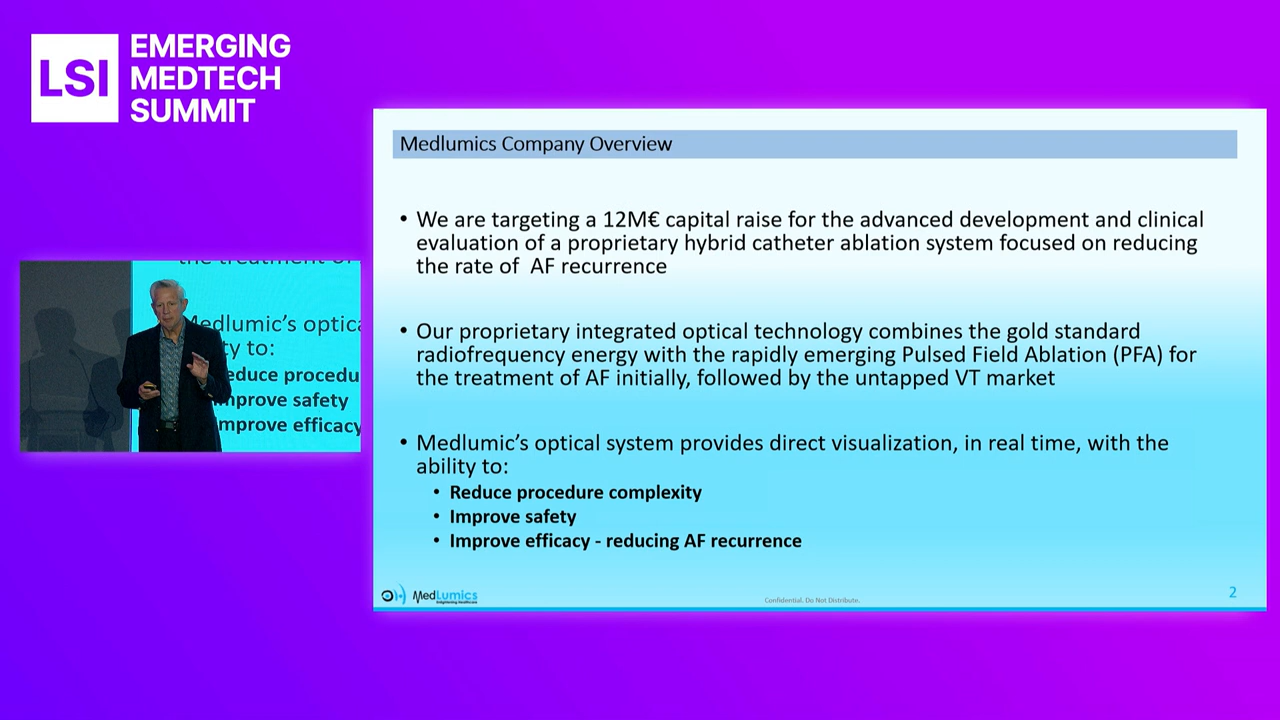 LSI
EMERGING
MEDTECH
SUMMIT
Medlumics Company Overview
• We are targeting a 12M€ capital raise for the advanced development and clinical
evaluation of a proprietary hybrid catheter ablation system focused on reducing
the rate of AF recurrence
• Our proprietary integrated optical technology combines the gold standard
radiofrequency energy with the rapidly emerging Pulsed Field Ablation (PFA) for
the treatment of AF initially, followed by the untapped VT market
• Medlumic's optical system provides direct visualization, in real time, with the
ability to:
• Reduce procedure complexity
• Improve safety
• Improve efficacy - reducing AF recurrence
MedLumics
Enlightening Healthcare
Confidential. Do Not Distribute.
2
the treatment of
Medlumic's optica
ty to:
educe procedu
mprove safety
mprove efficacy